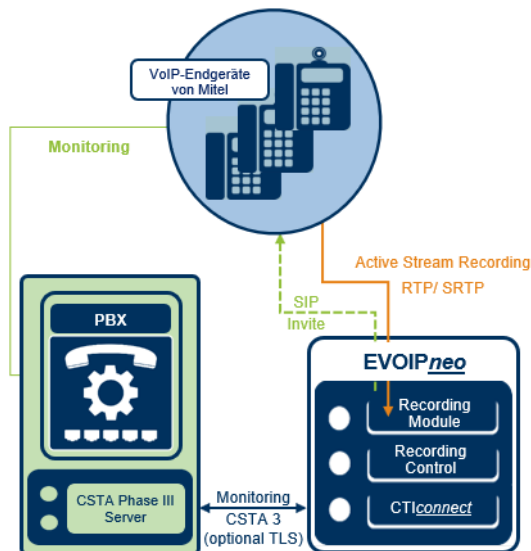 VoIP-Endgeräte
von Mitel
Monitoring
Active Stream Recording
RTP/ SRTP
SIP
Invite
PBX
EVOIPneo
Recording
Module
Recording
Control
CTIconnect
CSTA Phase III
Server
Monitoring
CSTA 3
(optional TLS)